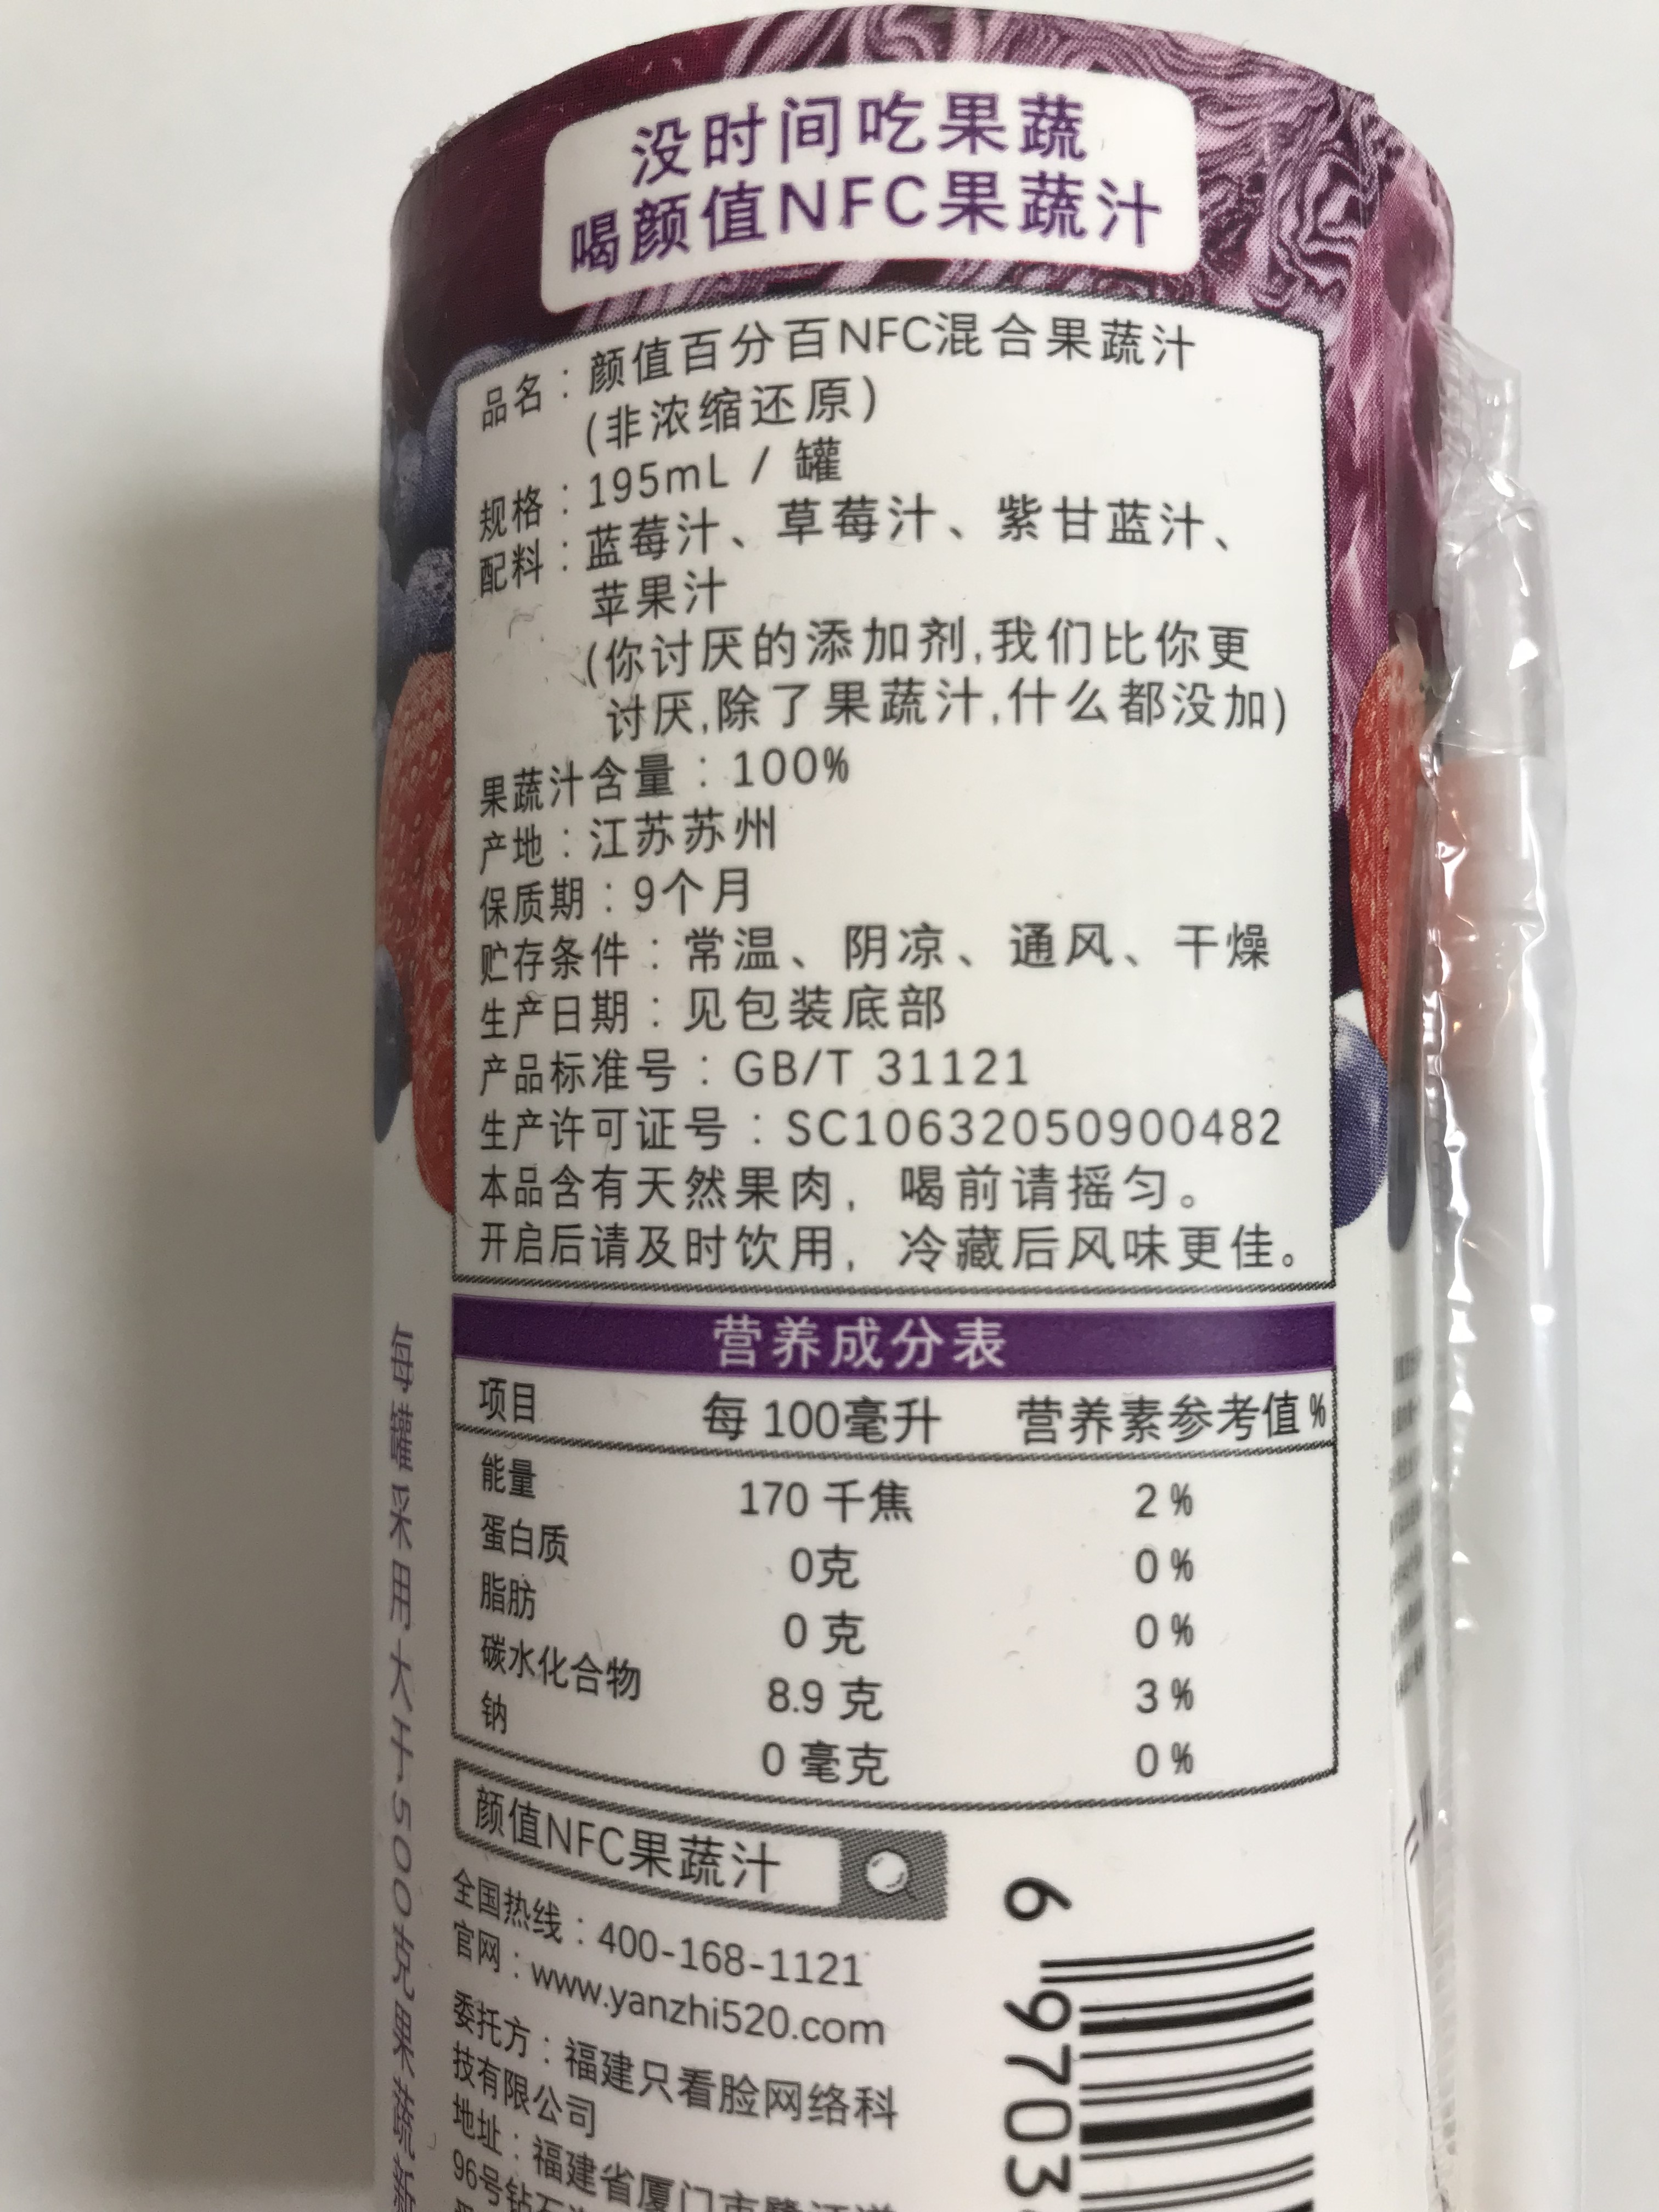 没时间吃果蔬
喝颜值NFC果蔬汁
品名：颜值百分百NFC混合果蔬汁
(非浓缩还原)
规格：195mL / 罐
配料：蓝莓汁、草莓汁、紫甘蓝汁、
苹果汁
(你讨厌的添加剂,我们比你更
讨厌,除了果蔬汁,什么都没加)
果蔬汁含量：100%
产地：江苏苏州
保质期：9个月
贮存条件：常温、阴凉、通风、干燥
生产日期：见包装底部
产品标准号：GB/T 31121
生产许可证号：SC10632050900482
本品含有天然果肉，喝前请摇匀。
开启后请及时饮用，冷藏后风味更佳。
营养成分表
项目 每 100毫升 营养素参考值%
能量 170 千焦 2%
蛋白质 0克 0%
脂肪 0 克 0%
碳水化合物 8.9 克 3%
钠 0 毫克 0%
颜值NFC果蔬汁
全国热线：400-168-1121
官网：www.yanzhi520.com
委托方：福建只看脸网络科
技有限公司
地址：福建省厦门市
96号钻石
6 9703
每罐采用大于500克果蔬新